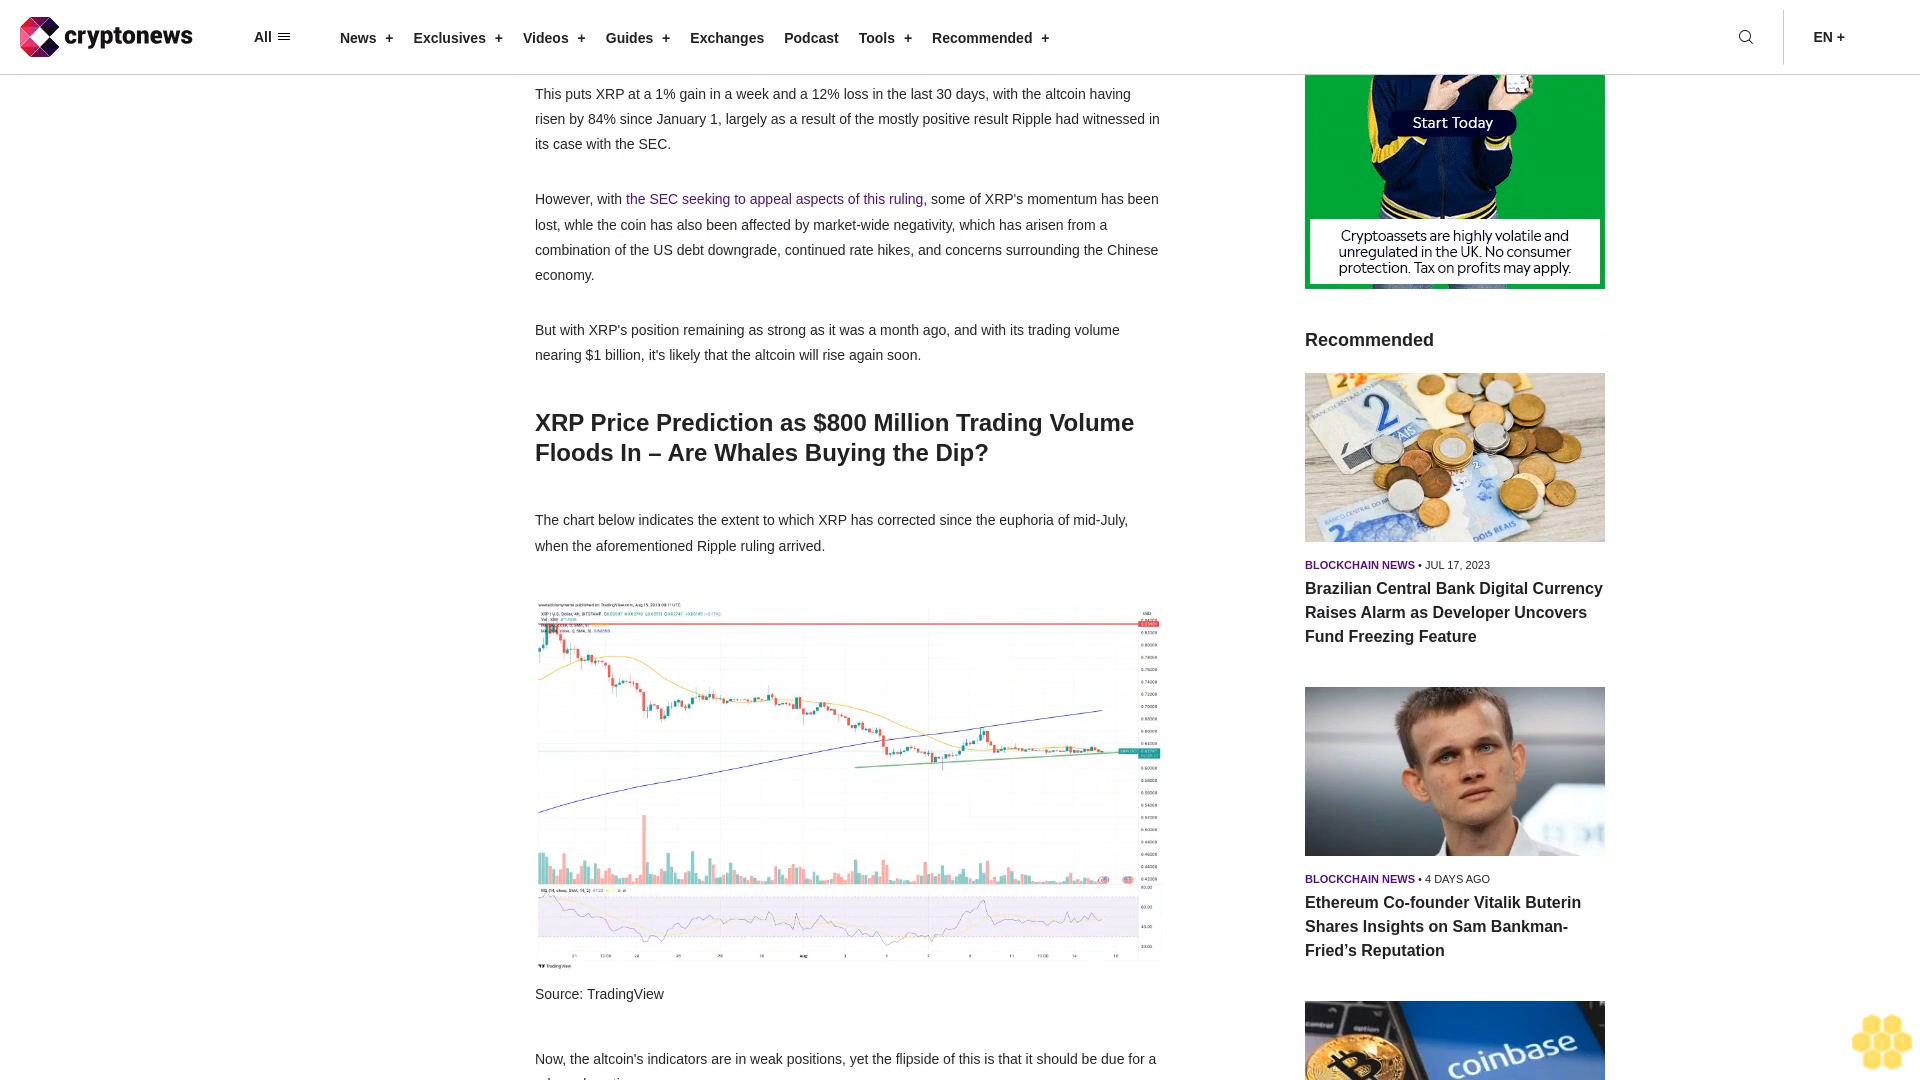 cryptonews
All
News +
Exclusives +
Videos +
Guides +
Exchanges
Podcast
Tools +
Recommended +
EN +
This puts XRP at a 1% gain in a week and a 12% loss in the last 30 days, with the altcoin having
risen by 84% since January 1, largely as a result of the mostly positive result Ripple had witnessed in
its case with the SEC.
However, with the SEC seeking to appeal aspects of this ruling, some of XRP's momentum has been
lost, whle the coin has also been affected by market-wide negativity, which has arisen from a
combination of the US debt downgrade, continued rate hikes, and concerns surrounding the Chinese
economy.
But with XRP's position remaining as strong as it was a month ago, and with its trading volume
nearing $1 billion, it's likely that the altcoin will rise again soon.
XRP Price Prediction as $800 Million Trading Volume
Floods In – Are Whales Buying the Dip?
The chart below indicates the extent to which XRP has corrected since the euphoria of mid-July,
when the aforementioned Ripple ruling arrived.
TradingView
Source: TradingView
Now, the altcoin's indicators are in weak positions, yet the flipside of this is that it should be due for a
Start Today
Cryptoassets are highly volatile and
unregulated in the UK. No consumer
protection. Tax on profits may apply.
Recommended
2
DOIS REAIS
BLOCKCHAIN NEWS • JUL 17, 2023
Brazilian Central Bank Digital Currency
Raises Alarm as Developer Uncovers
Fund Freezing Feature
BLOCKCHAIN NEWS • 4 DAYS AGO
Ethereum Co-founder Vitalik Buterin
Shares Insights on Sam Bankman-
Fried’s Reputation
option
coinbase